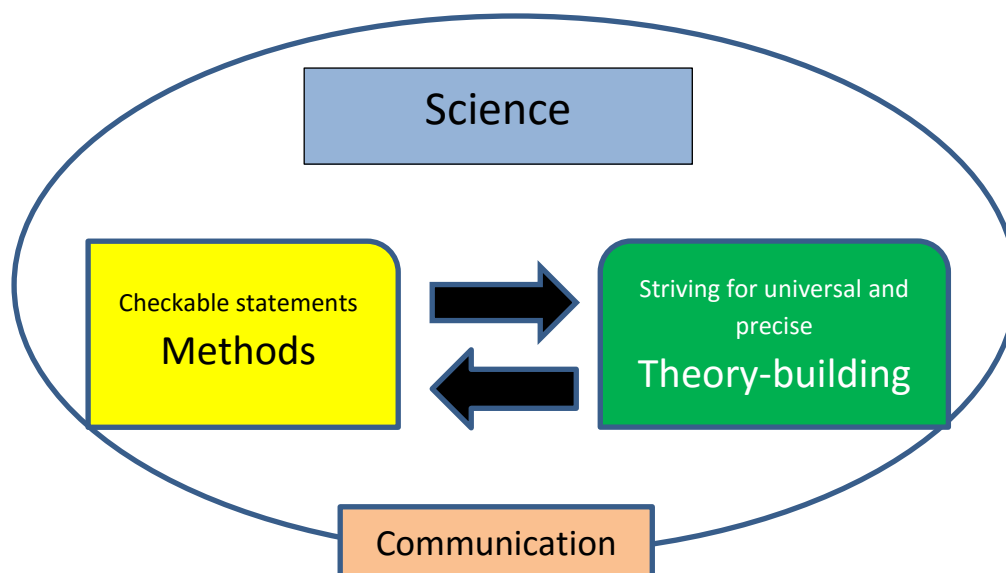 Science
Checkable statements
Methods
Striving for universal and
precise
Theory-building
Communication